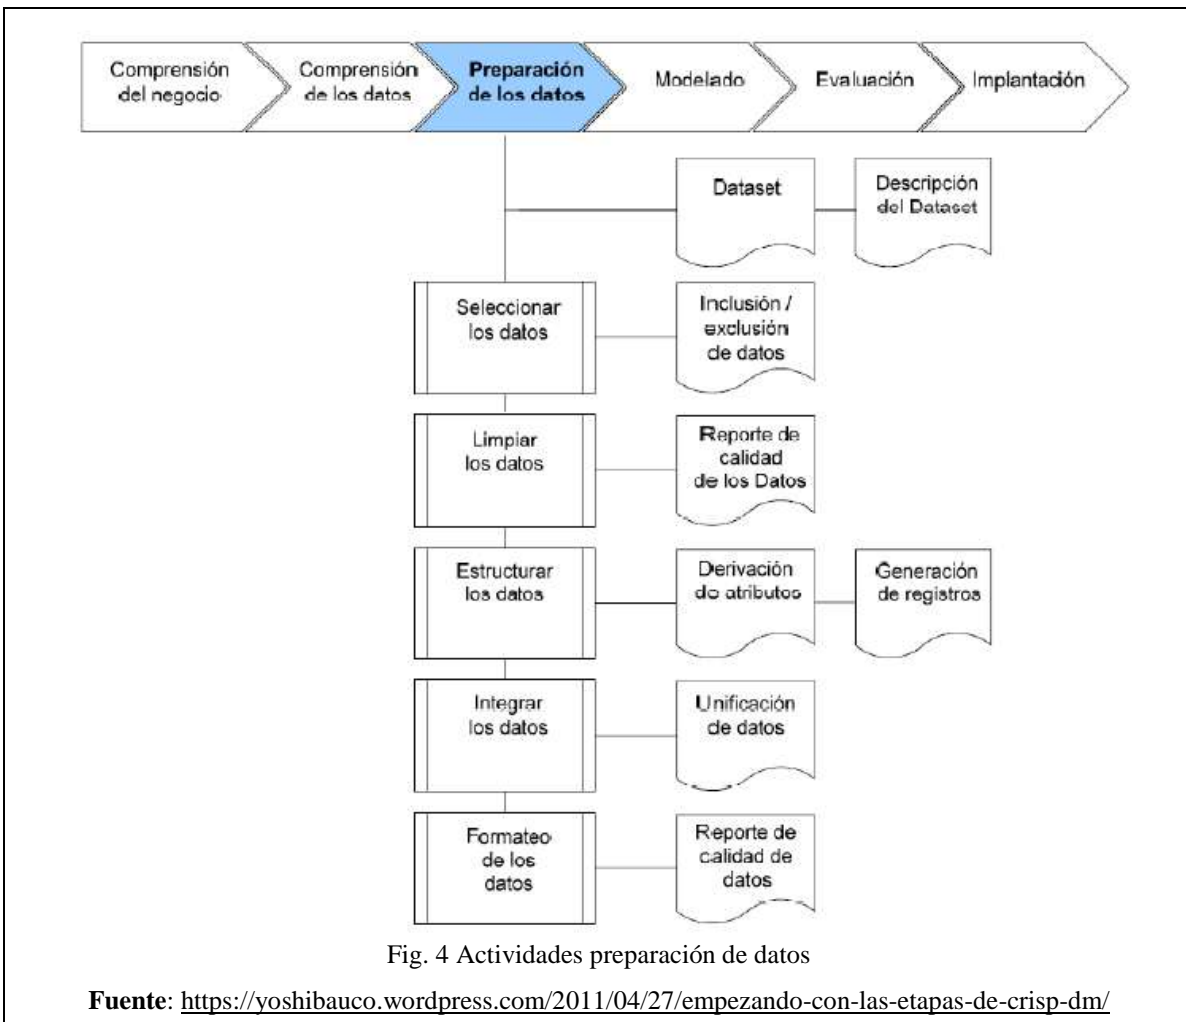 Comprensión
del negocio
Comprensión
de los datos
Preparación
de los datos
Modelado
Evaluación
Implantación
Dataset
Descripción
del Dataset
Seleccionar
los datos
Inclusión /
exclusión
de datos
Limpiar
los datos
Reporte de
calidad
de los Datos
Estructurar
los datos
Derivación
de atributos
Generación
de registros
Integrar
los datos
Unificación
de datos
Formateo
de los
datos
Reporte de
calidad de
datos
Fig. 4 Actividades preparación de datos
Fuente: https://yoshibauco.wordpress.com/2011/04/27/empezando-con-las-etapas-de-crisp-dm/